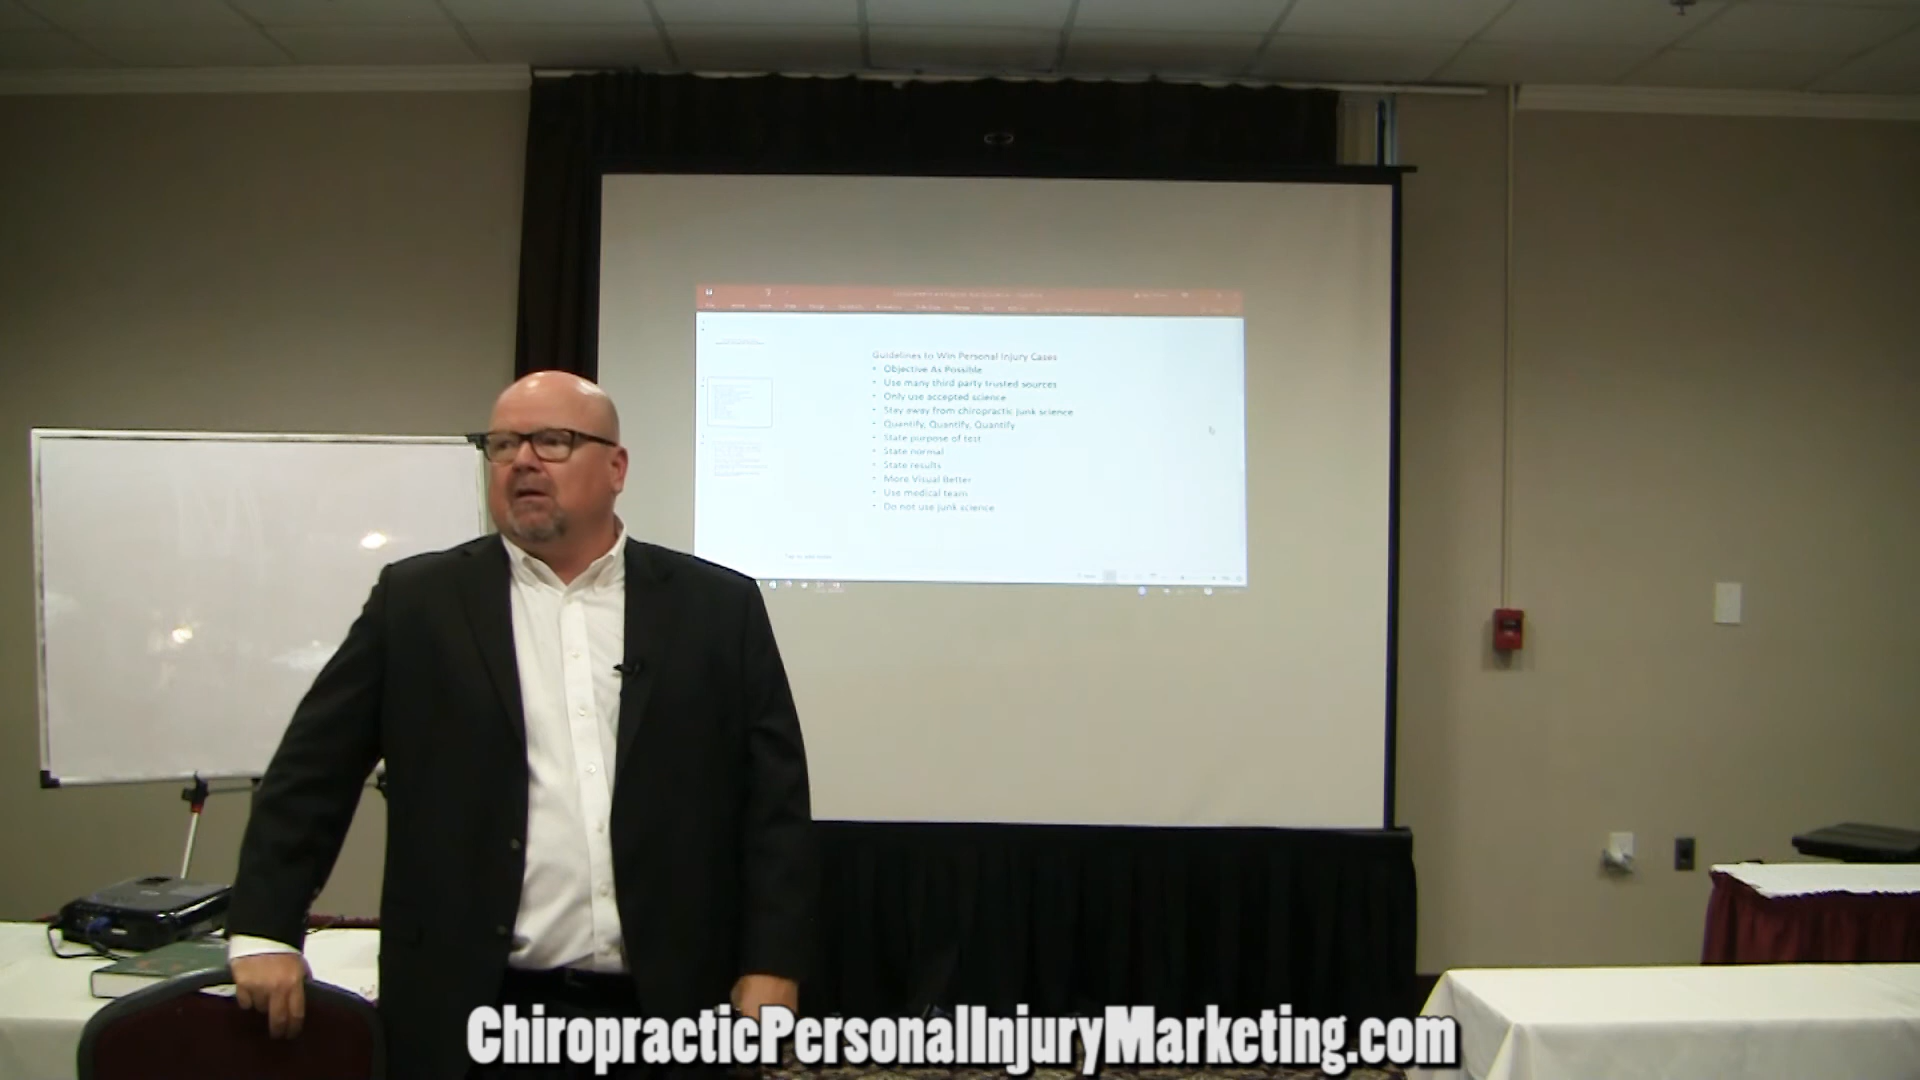 Guidelines to Win Personal Injury Cases
• Objective As Possible
• Use many third party trusted sources
• Only use accepted science
• Stay away from chiropractic junk science
• Quantify, Quantify, Quantify
• State purpose of test
• State normal
• State results
• More Visual Better
• Use medical team
• Do not use junk science
ChiropracticPersonalInjuryMarketing.com